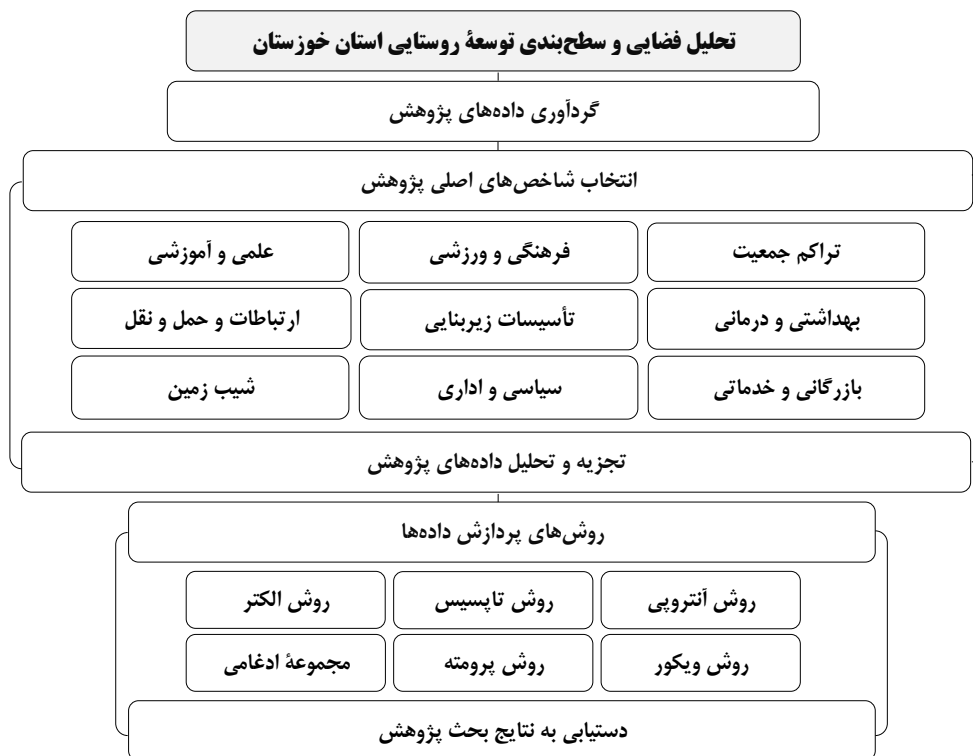 تحلیل فضایی و سطح‌بندی توسعۀ روستایی استان خوزستان
گردآوری داده‌های پژوهش
انتخاب شاخص‌های اصلی پژوهش
تراکم جمعیت
فرهنگی و ورزشی
علمی و آموزشی
بهداشتی و درمانی
تأسیسات زیربنایی
ارتباطات و حمل و نقل
بازرگانی و خدماتی
سیاسی و اداری
شیب زمین
تجزیه و تحلیل داده‌های پژوهش
روش‌های پردازش داده‌ها
روش آنتروپی
روش تاپسیس
روش الکتر
روش ویکور
روش پرومته
مجموعۀ ادغامی
دستیابی به نتایج بحث پژوهش